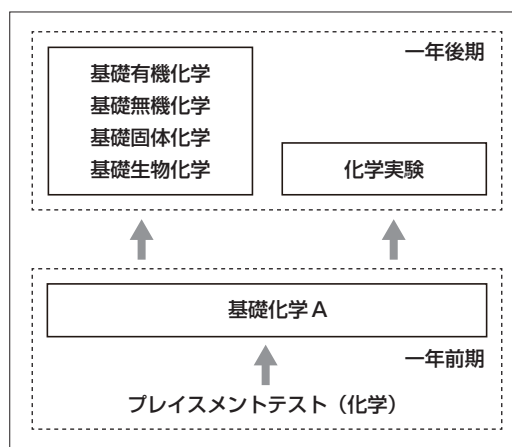 一年後期
基礎有機化学
基礎無機化学
基礎固体化学
基礎生物化学
化学実験
基礎化学A
一年前期
プレイスメントテスト（化学）